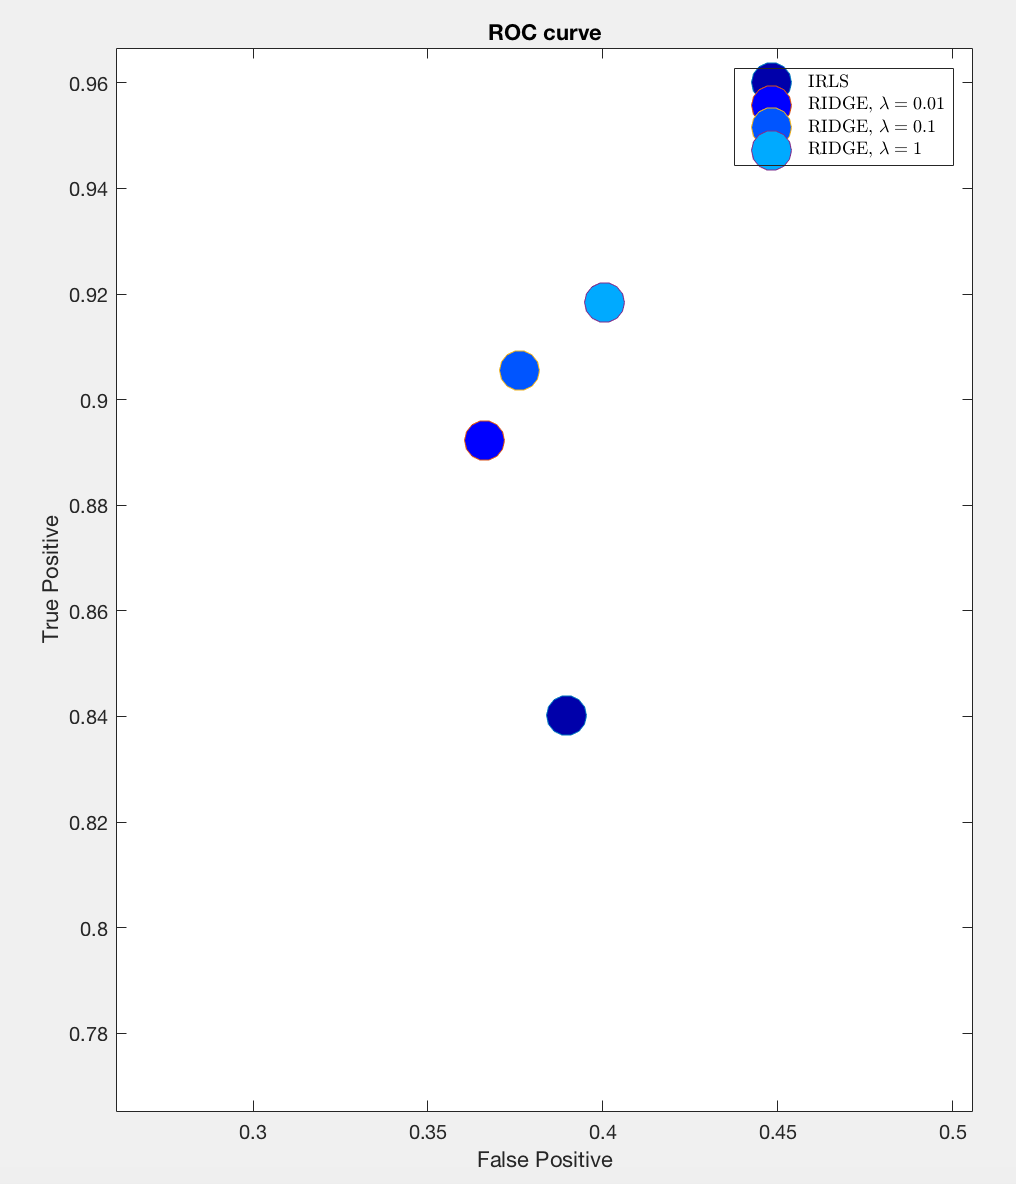 ROC curve
IRLS
RIDGE, λ = 0.01
RIDGE, λ = 0.1
RIDGE, λ = 1
0.96
0.94
0.92
0.9
0.88
0.86
0.84
0.82
0.8
0.78
True Positive
0.3 0.35 0.4 0.45 0.5
False Positive